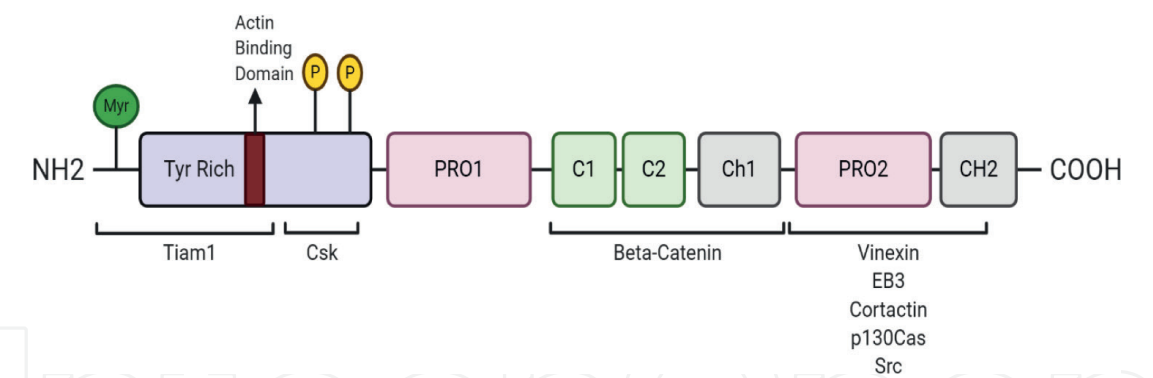 Actin
Binding
Domain
P P
Myr
NH2 Tyr Rich PRO1 C1 C2 Ch1 PRO2 CH2 COOH
Tiam1 Csk Beta-Catenin Vinexin
EB3
Cortactin
p130Cas
Src